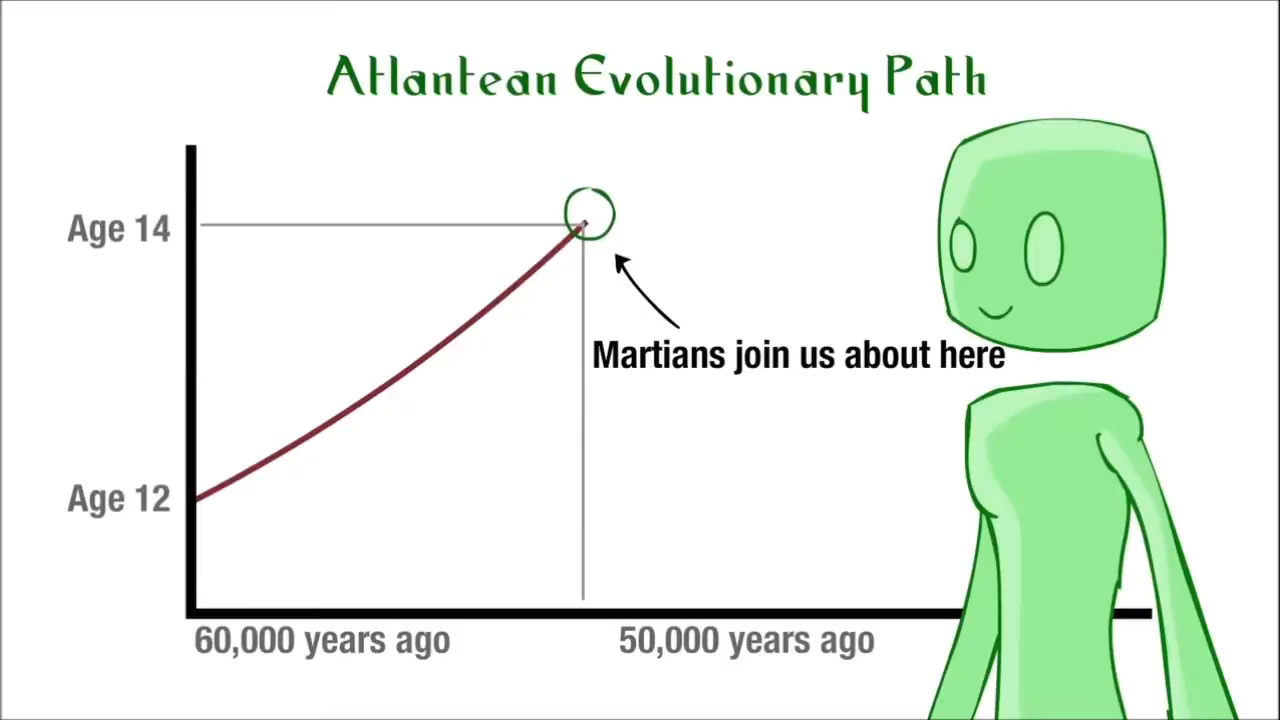 Atlantean Evolutionary Path
Age 14
Martians join us about here
Age 12
60,000 years ago
50,000 years ago